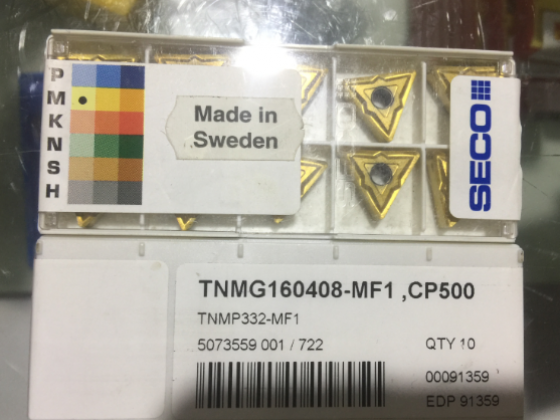 P
M
K
N
S
H
Made in
Sweden
SECO
TNMG160408-MF1 ,CP500
TNMP332-MF1
5073559 001 / 722
QTY 10
00091359
EDP 91359